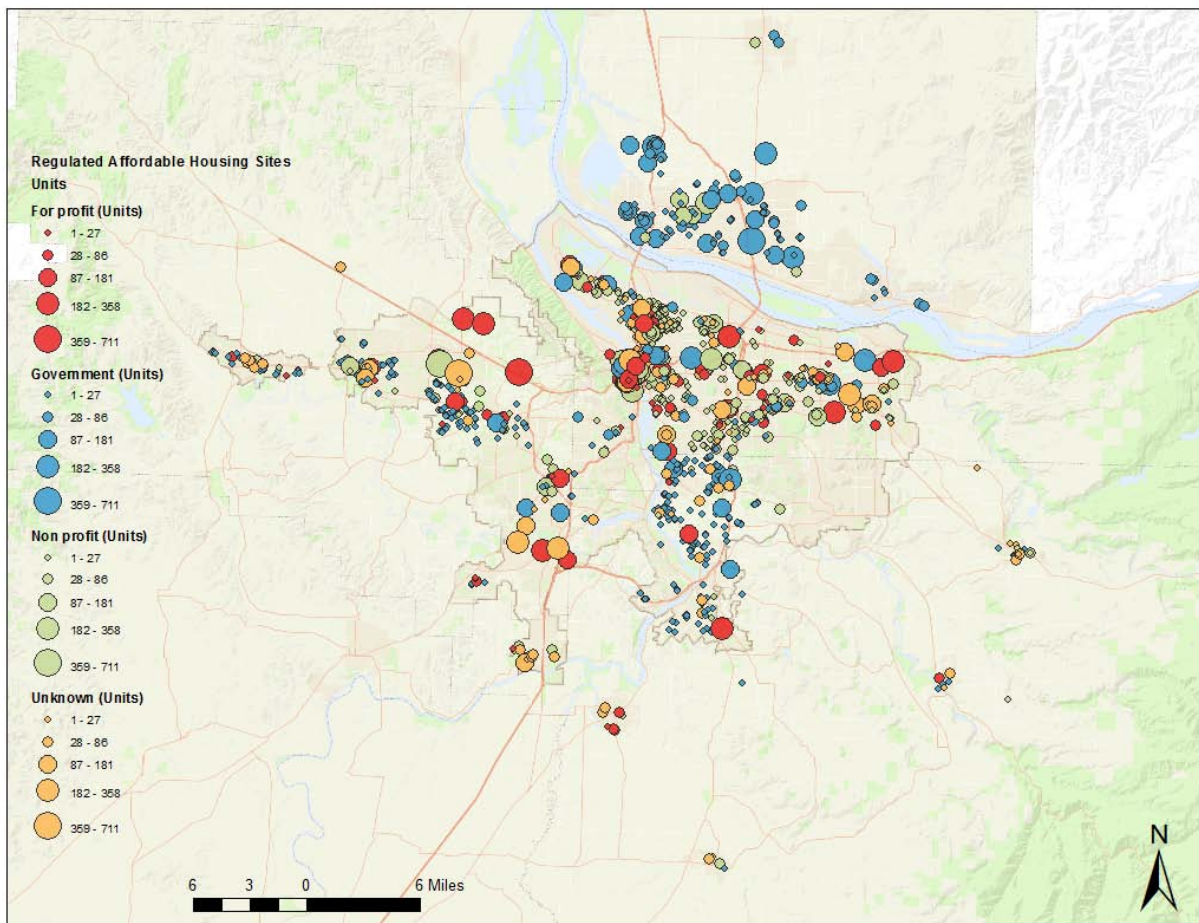 Regulated Affordable Housing Sites
Units
For profit (Units)
1 - 27
28 - 86
87 - 181
182 - 358
359 - 711
Government (Units)
1 - 27
28 - 86
87 - 181
182 - 358
359 - 711
Non profit (Units)
1 - 27
28 - 86
87 - 181
182 - 358
359 - 711
Unknown (Units)
1 - 27
28 - 86
87 - 181
182 - 358
359 - 711
6 3 0 6 Miles
N